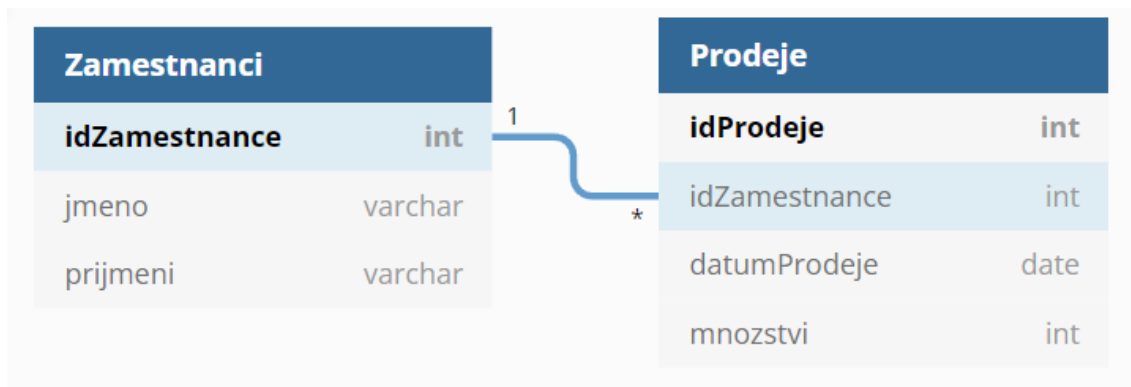 Zamestnanci
idZamestnance int
jmeno varchar
prijmeni varchar
1
*
Prodeje
idProdeje int
idZamestnance int
datumProdeje date
mnozstvi int